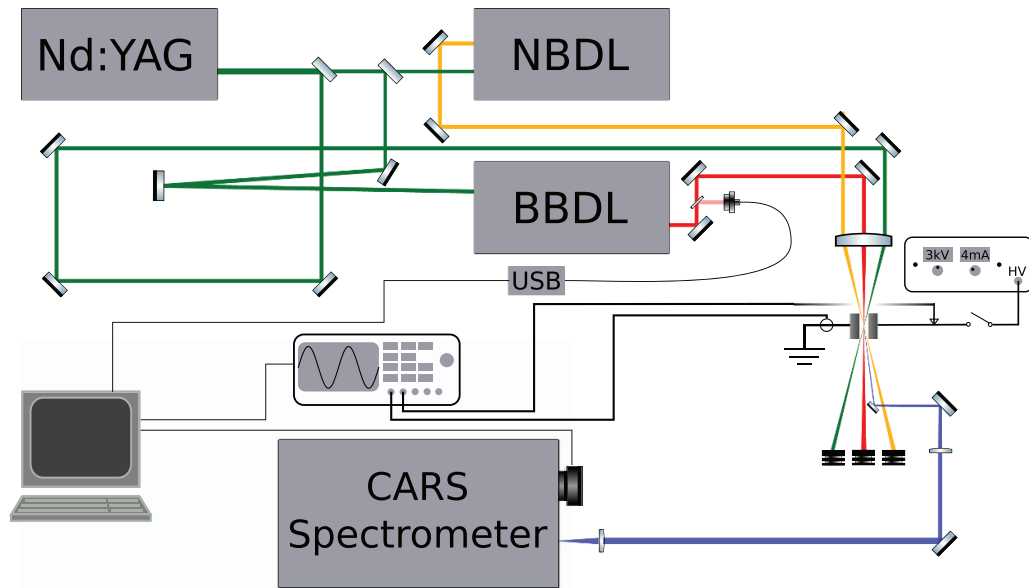 Nd:YAG
NBDL
BBDL
3kV
4mA
HV
USB
CARS
Spectrometer